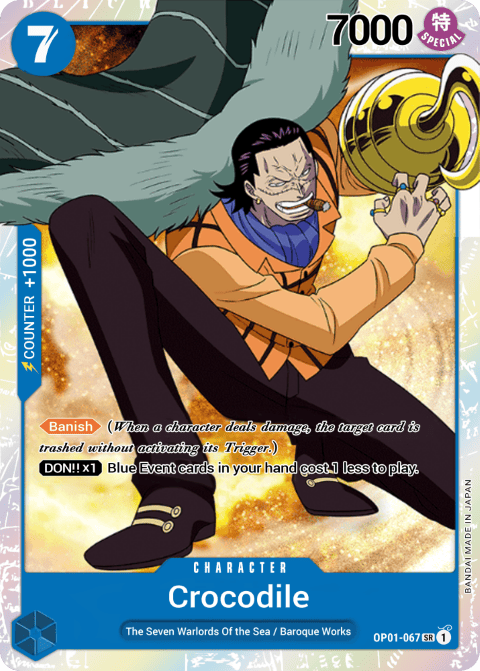 7
7000
特
SPECIAL
COUNTER +1000
Banish (When a character deals damage, the target card is
trashed without activating its Trigger.)
DON!! x1 Blue Event cards in your hand cost 1 less to play.
BANDAI MADE IN JAPAN
CHARACTER
Crocodile
The Seven Warlords Of the Sea / Baroque Works
OP01-067 SR 1